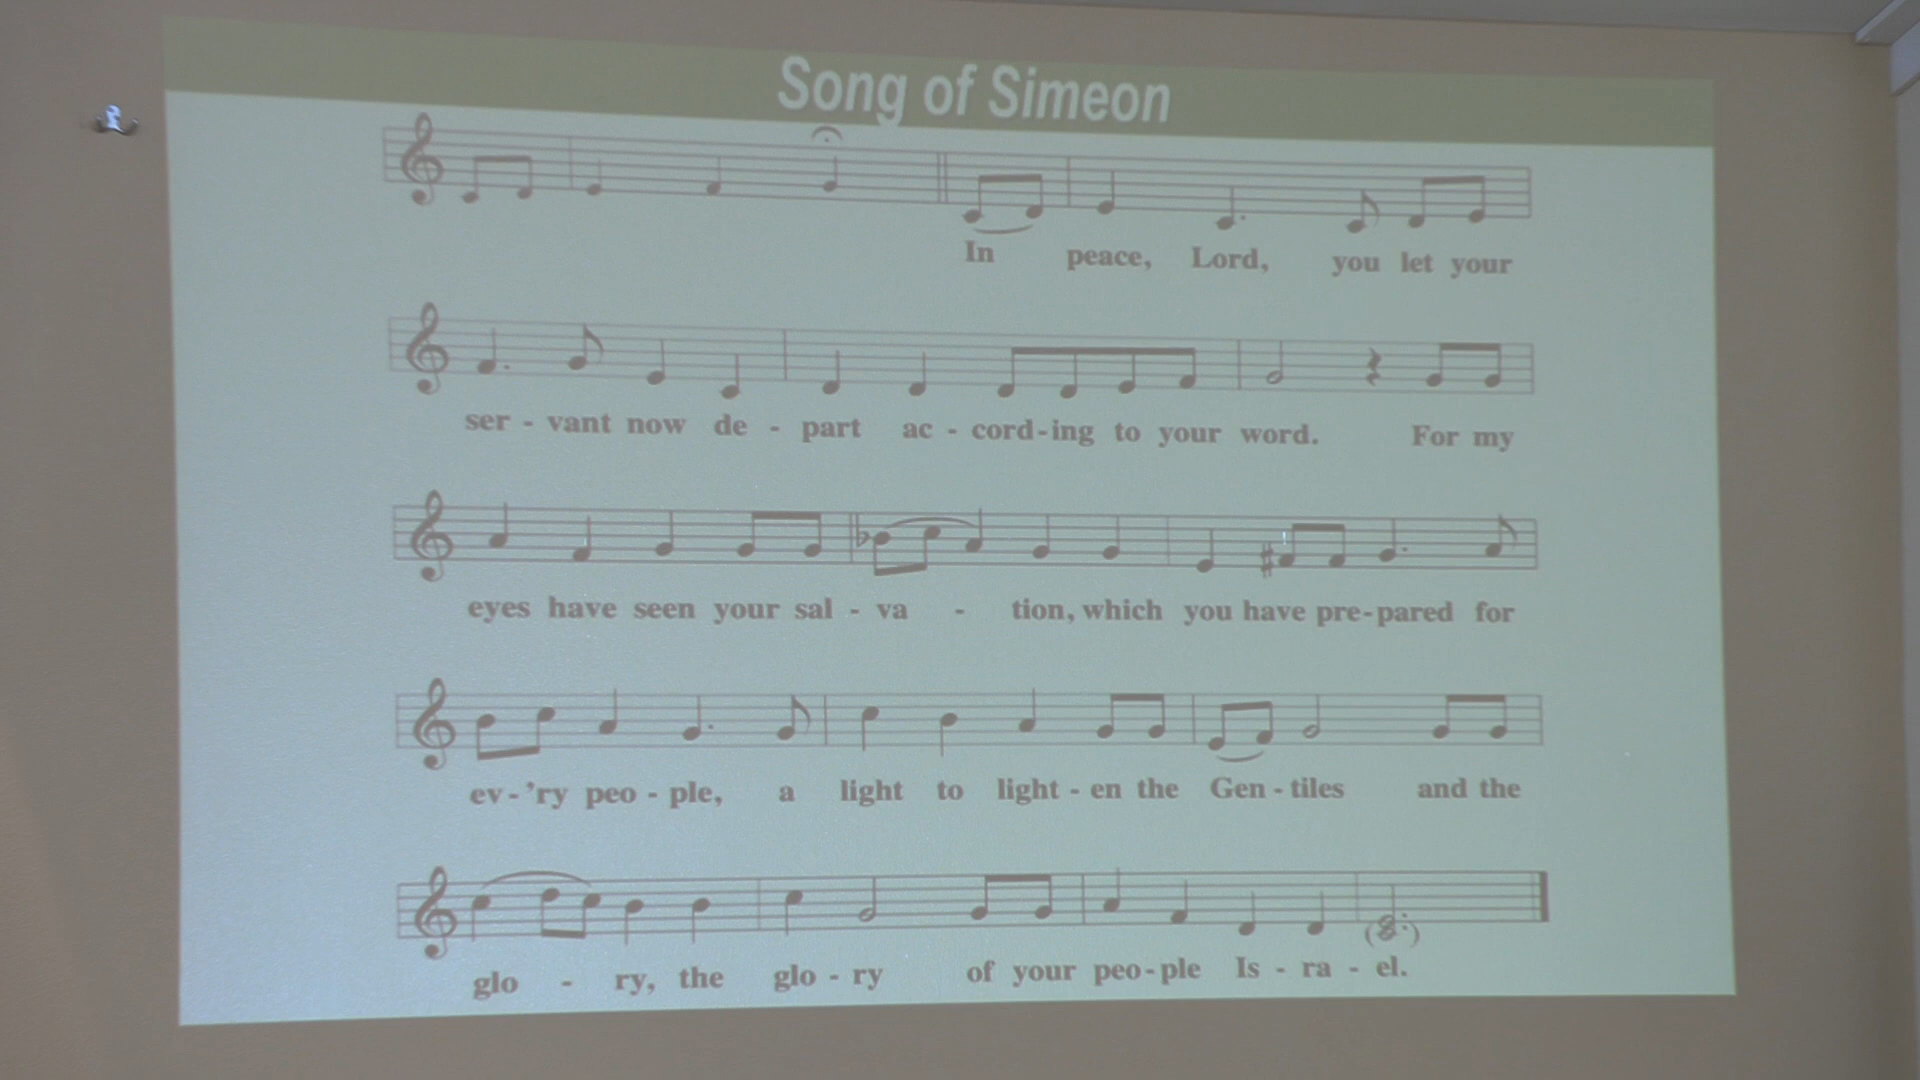 Song of Simeon
In peace, Lord, you let your
ser - vant now de - part ac - cord-ing to your word. For my
eyes have seen your sal - va - tion, which you have pre-pared for
ev-'ry peo - ple, a light to light - en the Gen - tiles and the
glo - ry, the glo - ry of your peo-ple Is - ra - el.